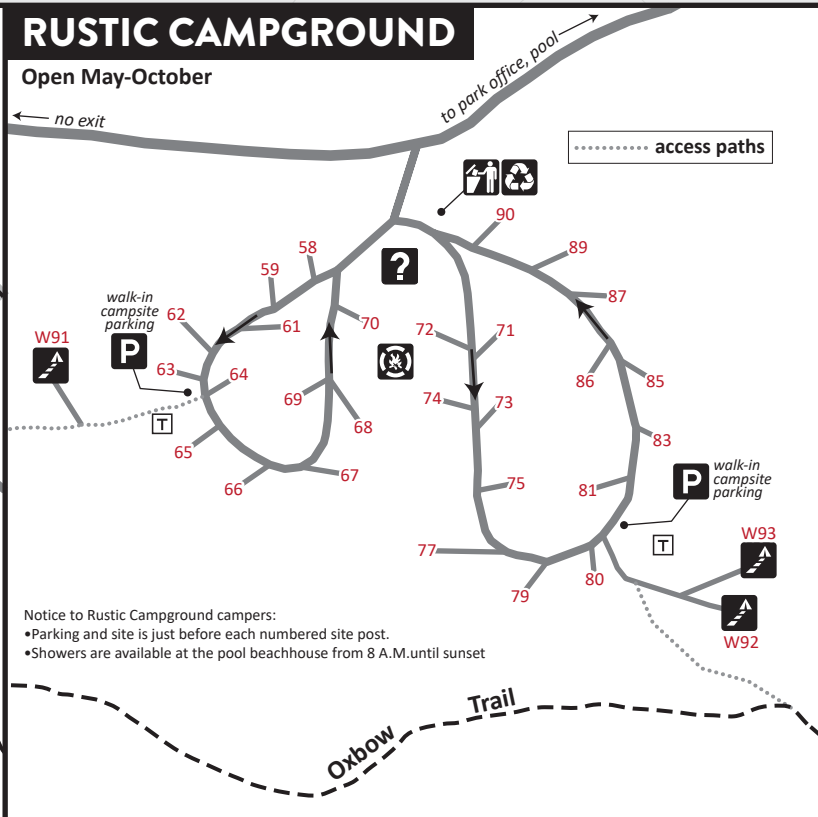 RUSTIC CAMPGROUND
Open May-October
to park office, pool
no exit
access paths
90
89
58
59
?
87
62
61
70
72
71
walk-in
campsite
parking
P
W91
63
64
86
85
69
74
73
68
T
83
65
66
67
75
81
P
walk-in
campsite
parking
77
T
W93
79
80
W92
Notice to Rustic Campground campers:
•Parking and site is just before each numbered site post.
•Showers are available at the pool beachhouse from 8 A.M.until sunset
Oxbow
Trail